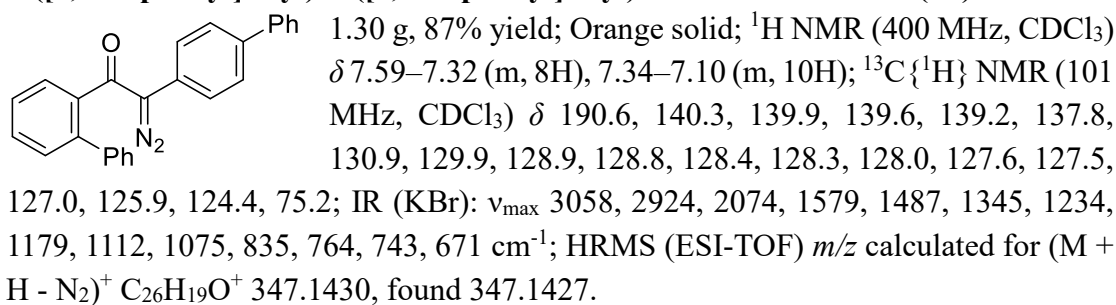 Ph
O
N2
Ph
1.30 g, 87% yield; Orange solid; ¹H NMR (400 MHz, CDCl₃)
δ 7.59–7.32 (m, 8H), 7.34–7.10 (m, 10H); ¹³C{¹H} NMR (101
MHz, CDCl₃) δ 190.6, 140.3, 139.9, 139.6, 139.2, 137.8,
130.9, 129.9, 128.9, 128.8, 128.4, 128.3, 128.0, 127.6, 127.5,
127.0, 125.9, 124.4, 75.2; IR (KBr): νmax 3058, 2924, 2074, 1579, 1487, 1345, 1234,
1179, 1112, 1075, 835, 764, 743, 671 cm⁻¹; HRMS (ESI-TOF) m/z calculated for (M +
H - N₂)⁺ C₂₆H₁₉O⁺ 347.1430, found 347.1427.